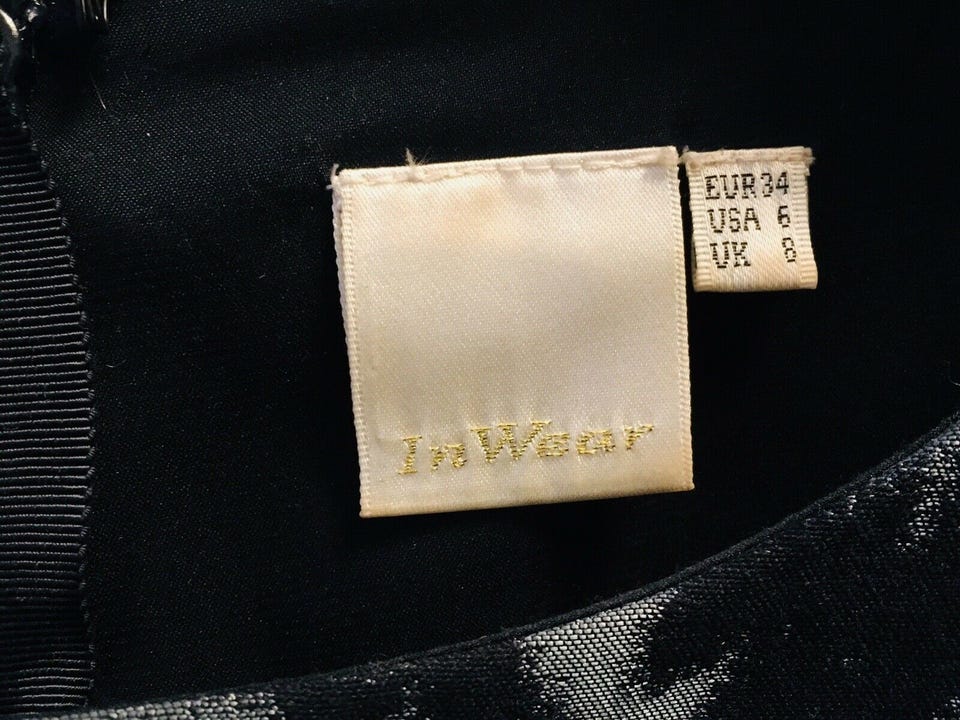 InWear
EUR 34
USA 6
UK 8